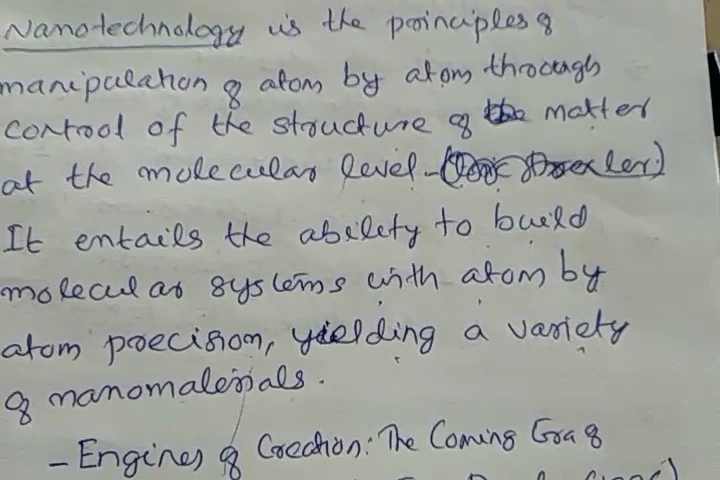 Nanotechnology is the principles of
manipulation of atom by atom through
control of the structure of the matter
at the molecular level -
It entails the ability to build
molecular systems with atom by
atom precision, yielding a variety
of nanomaterials.
- Engines of Creation: The Coming Era of